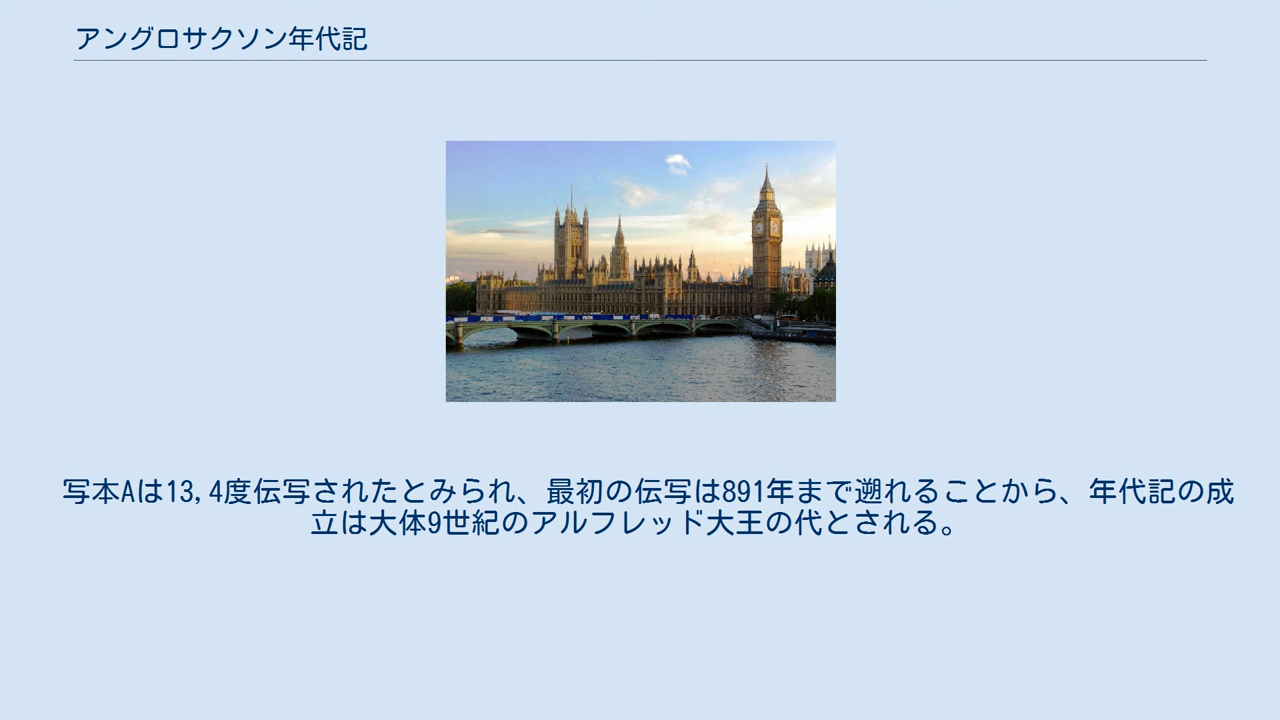 アングロサクソン年代記
写本Aは13,4度伝写されたとみられ、最初の伝写は891年まで遡れることから、年代記の成
立は大体9世紀のアルフレッド大王の代とされる。